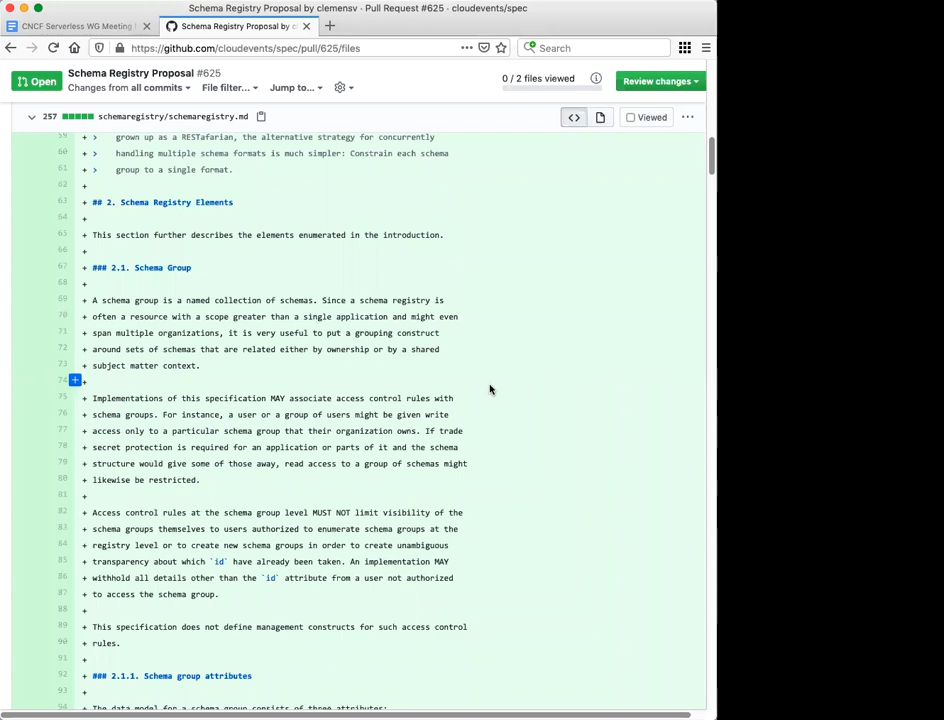 Schema Registry Proposal by clemensv · Pull Request #625 · cloudevents/spec
CNCF Serverless WG Meeting
Schema Registry Proposal by c
https://github.com/cloudevents/spec/pull/625/files
Search
Open
Schema Registry Proposal #625
Changes from all commits
File filter...
Jump to...
0 / 2 files viewed
Review changes
257 schemaregistry/schemaregistry.md
Viewed
59 + > grown up as a RESTafarian, the alternative strategy for concurrently
60 + > handling multiple schema formats is much simpler: Constrain each schema
61 + > group to a single format.
62 +
63 + ## 2. Schema Registry Elements
64 +
65 + This section further describes the elements enumerated in the introduction.
66 +
67 + ### 2.1. Schema Group
68 +
69 + A schema group is a named collection of schemas. Since a schema registry is
70 + often a resource with a scope greater than a single application and might even
71 + span multiple organizations, it is very useful to put a grouping construct
72 + around sets of schemas that are related either by ownership or by a shared
73 + subject matter context.
74 +
75 + Implementations of this specification MAY associate access control rules with
76 + schema groups. For instance, a user or a group of users might be given write
77 + access only to a particular schema group that their organization owns. If trade
78 + secret protection is required for an application or parts of it and the schema
79 + structure would give some of those away, read access to a group of schemas might
80 + likewise be restricted.
81 +
82 + Access control rules at the schema group level MUST NOT limit visibility of the
83 + schema groups themselves to users authorized to enumerate schema groups at the
84 + registry level or to create new schema groups in order to create unambiguous
85 + transparency about which `id` have already been taken. An implementation MAY
86 + withhold all details other than the `id` attribute from a user not authorized
87 + to access the schema group.
88 +
89 + This specification does not define management constructs for such access control
90 + rules.
91 +
92 + ### 2.1.1. Schema group attributes
93 +
94 + The data model for a schema group consists of three attributes: